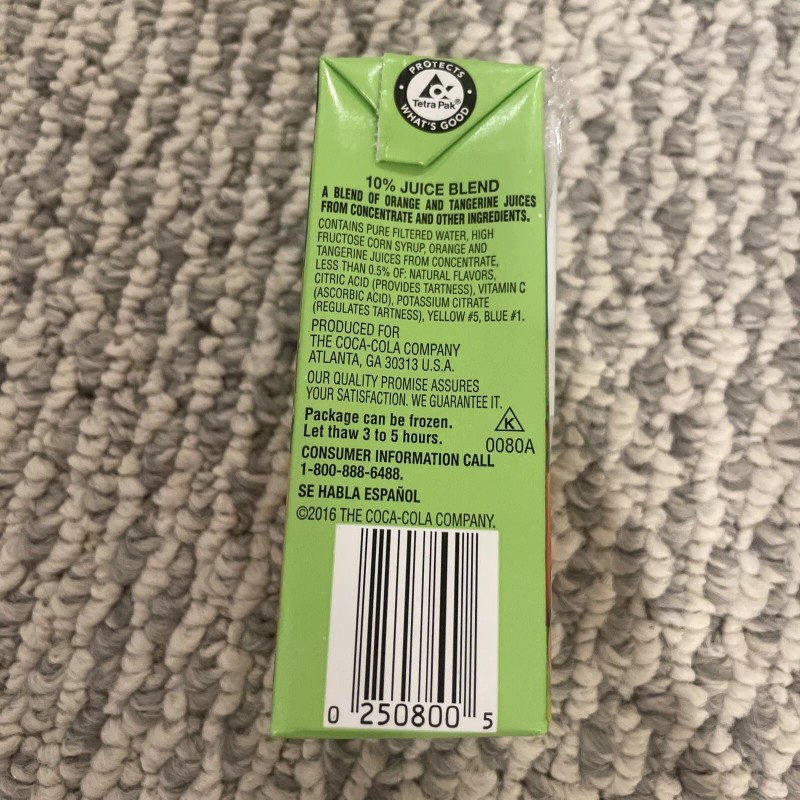 PROTECTS
Tetra Pak®
WHAT'S GOOD
10% JUICE BLEND
A BLEND OF ORANGE AND TANGERINE JUICES
FROM CONCENTRATE AND OTHER INGREDIENTS.
CONTAINS PURE FILTERED WATER, HIGH
FRUCTOSE CORN SYRUP, ORANGE AND
TANGERINE JUICES FROM CONCENTRATE,
LESS THAN 0.5% OF: NATURAL FLAVORS,
CITRIC ACID (PROVIDES TARTNESS), VITAMIN C
(ASCORBIC ACID), POTASSIUM CITRATE
(REGULATES TARTNESS), YELLOW #5, BLUE #1.
PRODUCED FOR
THE COCA-COLA COMPANY
ATLANTA, GA 30313 U.S.A.
OUR QUALITY PROMISE ASSURES
YOUR SATISFACTION. WE GUARANTEE IT.
Package can be frozen.
Let thaw 3 to 5 hours.
K
0080A
CONSUMER INFORMATION CALL
1-800-888-6488.
SE HABLA ESPAÑOL
©2016 THE COCA-COLA COMPANY.
0 250800 5